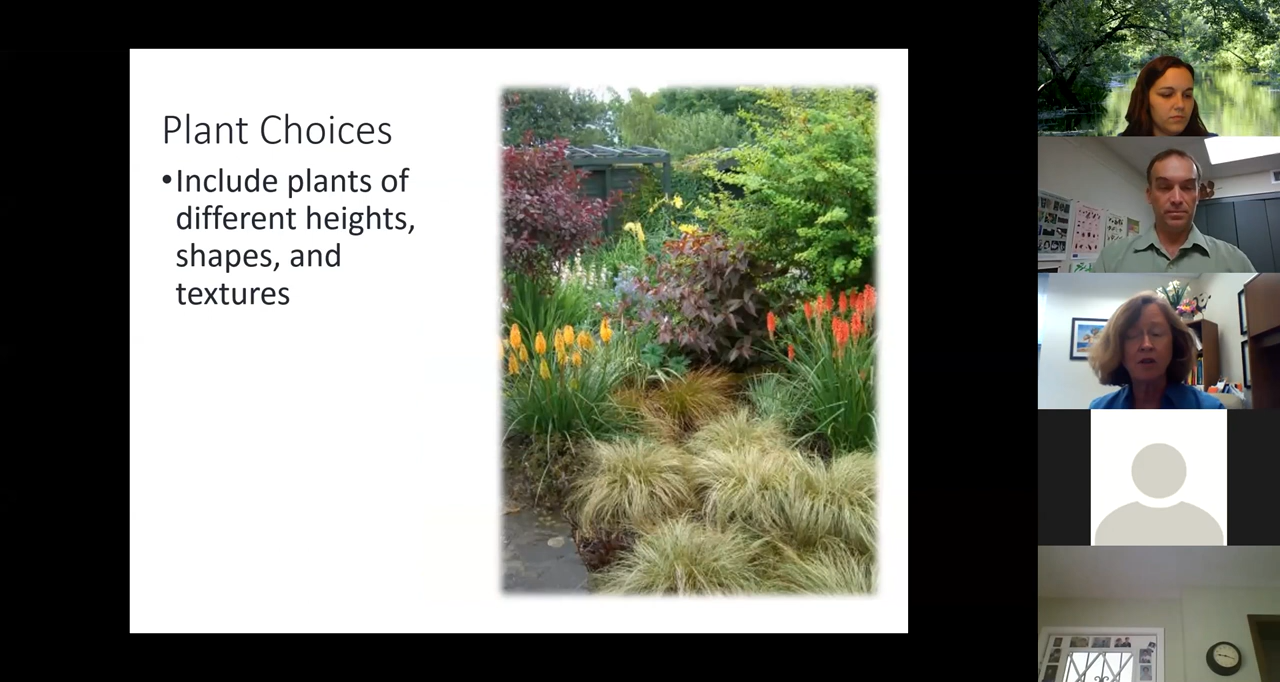 Plant Choices
•Include plants of
different heights,
shapes, and
textures